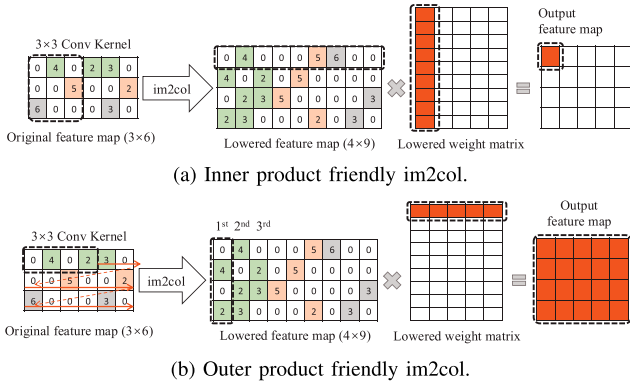 3×3 Conv Kernel
Output
feature map
0 4 0 2 3 0
0 0 5 0 0 2
6 0 0 0 3 0
im2col
0 4 0 0 0 5 6 0 0
4 0 2 0 5 0 0 0 0
0 2 3 5 0 0 0 0 3
2 3 0 0 0 2 0 3 0
Original feature map (3×6)
Lowered feature map (4×9)
Lowered weight matrix
(a) Inner product friendly im2col.
3×3 Conv Kernel
1st 2nd 3rd
Output
feature map
0 4 0 2 3 0
0 0 5 0 0 2
6 0 0 0 3 0
im2col
0 4 0 0 0 5 6 0 0
4 0 2 0 5 0 0 0 0
0 2 3 5 0 0 0 0 3
2 3 0 0 0 2 0 3 0
Original feature map (3×6)
Lowered feature map (4×9)
Lowered weight matrix
(b) Outer product friendly im2col.